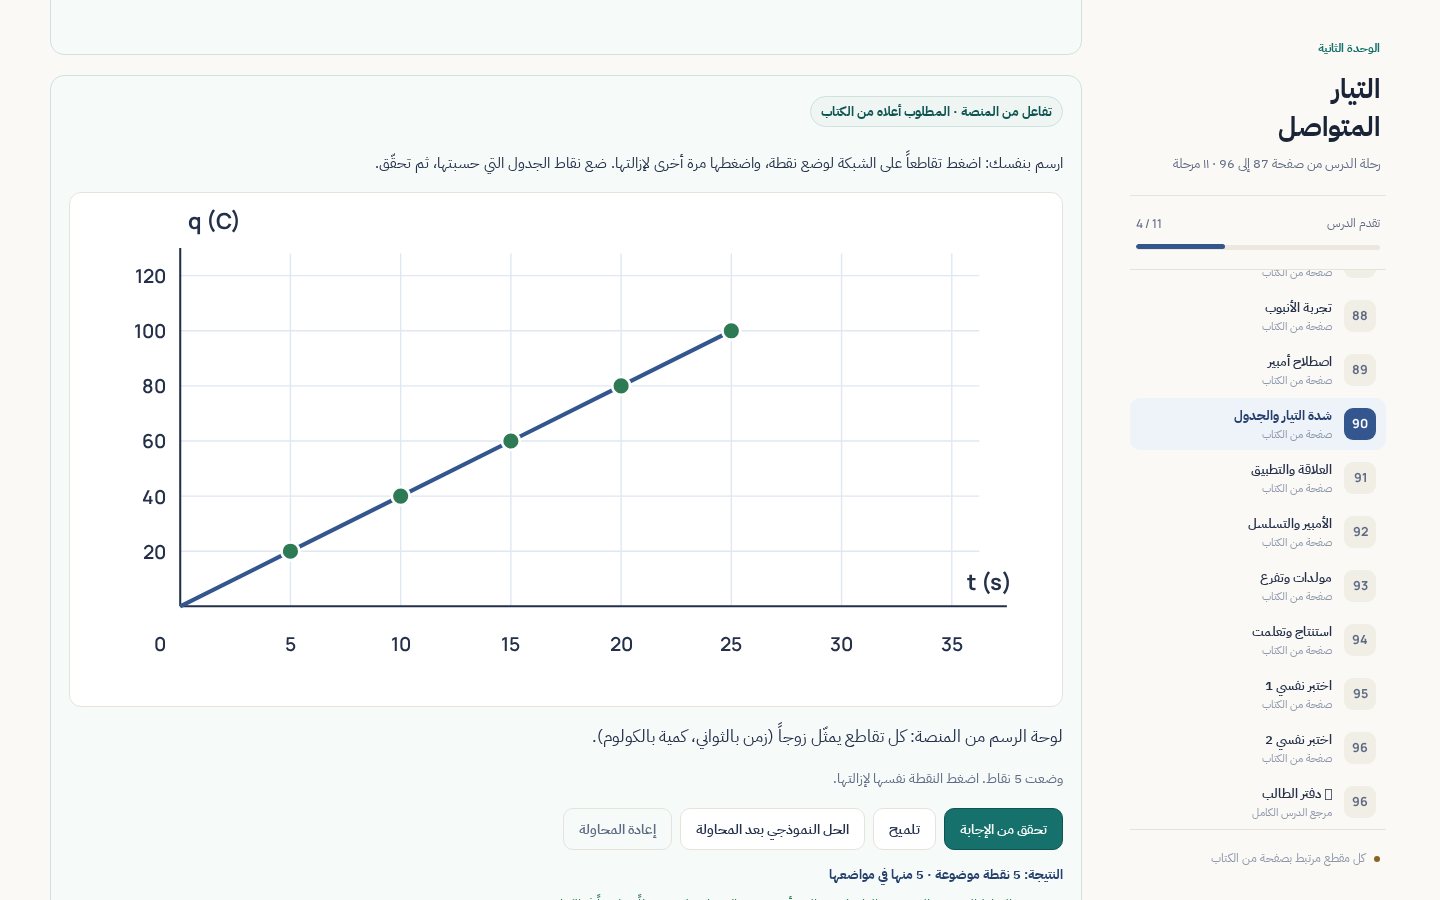 الوحدة الثانية
التيار
المتواصل
رحلة الدرس من صفحة 87 إلى 96 · ١١ مرحلة
تقدم الدرس
4 / 11
صفحة من الكتاب
88
تجربة الأنبوب
صفحة من الكتاب
89
اصطلاح أمبير
صفحة من الكتاب
90
شدة التيار والجدول
صفحة من الكتاب
91
العلاقة والتطبيق
صفحة من الكتاب
92
الأمبير والتسلسل
صفحة من الكتاب
93
مولدات وتفرع
صفحة من الكتاب
94
استنتاج وتعلمت
صفحة من الكتاب
95
اختبر نفسي 1
صفحة من الكتاب
96
اختبر نفسي 2
صفحة من الكتاب
96
دفتر الطالب
مرجع الدرس الكامل
كل مقطع مرتبط بصفحة من الكتاب
تفاعل من المنصة · المطلوب أعلاه من الكتاب
ارسم بنفسك: اضغط تقاطعاً على الشبكة لوضع نقطة، واضغطها مرة أخرى لإزالتها. ضع نقاط الجدول التي حسبتها، ثم تحقّق.
q (C)
120
100
80
60
40
20
t (s)
0 5 10 15 20 25 30 35
لوحة الرسم من المنصة: كل تقاطع يمثّل زوجاً (زمن بالثواني، كمية بالكولوم).
وضعت 5 نقاط. اضغط النقطة نفسها لإزالتها.
تحقق من الإجابة
تلميح
الحل النموذجي بعد المحاولة
إعادة المحاولة
النتيجة: 5 نقطة موضوعة · 5 منها في مواضعها